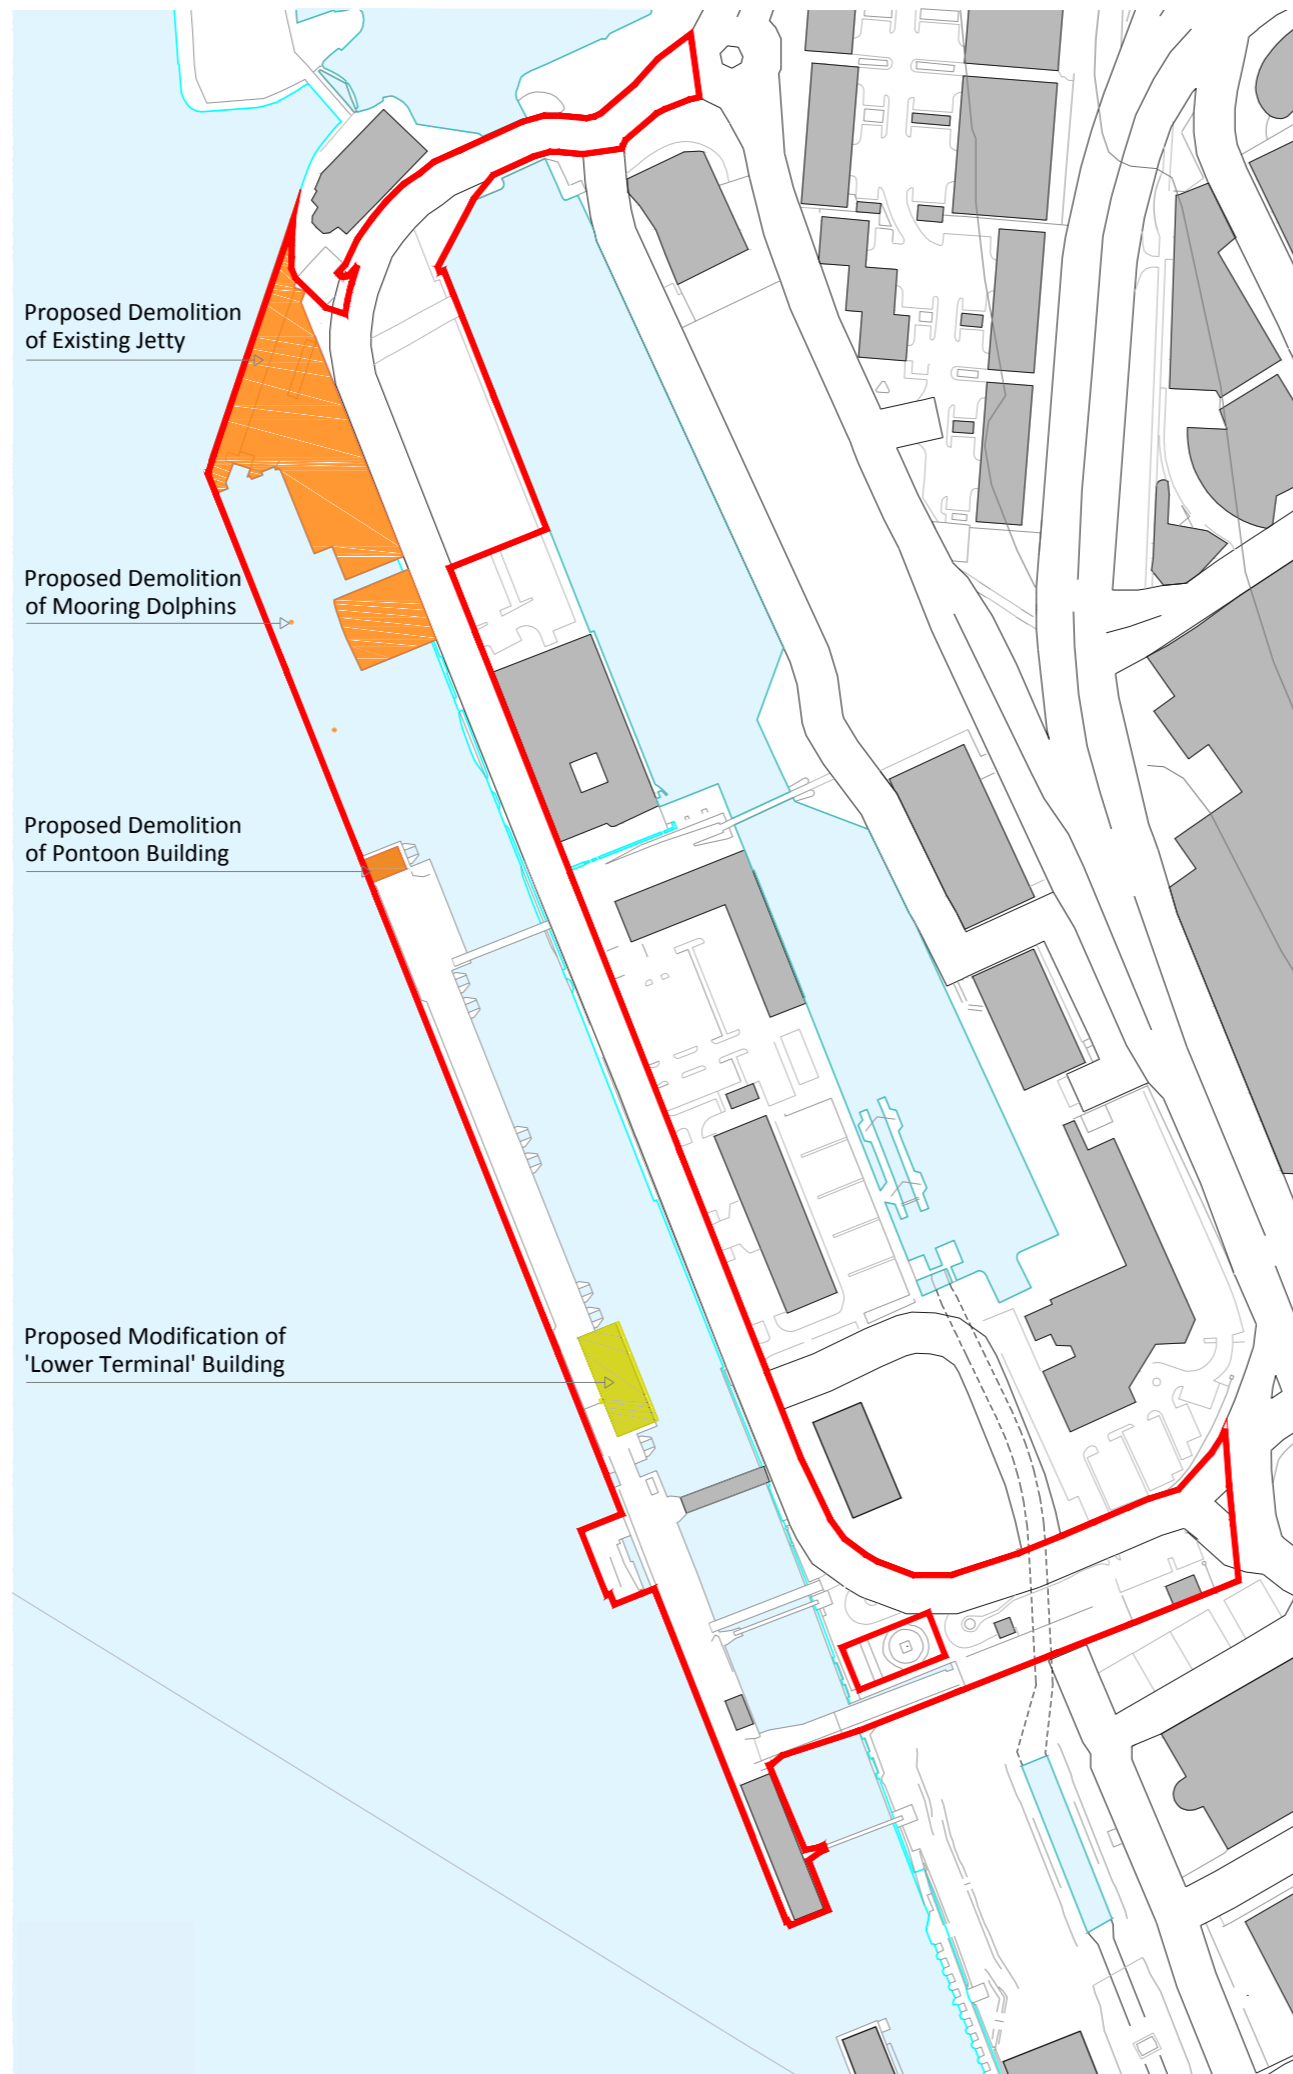 Proposed Demolition
of Existing Jetty
Proposed Demolition
of Mooring Dolphins
Proposed Demolition
of Pontoon Building
Proposed Modification of
'Lower Terminal' Building